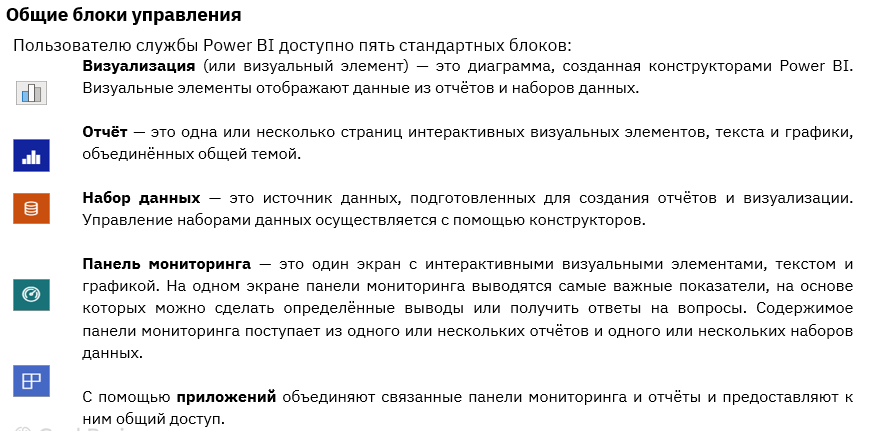 Общие блоки управления
Пользователю службы Power BI доступно пять стандартных блоков:
Визуализация (или визуальный элемент) — это диаграмма, созданная конструкторами Power BI.
Визуальные элементы отображают данные из отчётов и наборов данных.
Отчёт — это одна или несколько страниц интерактивных визуальных элементов, текста и графики,
объединённых общей темой.
Набор данных — это источник данных, подготовленных для создания отчётов и визуализации.
Управление наборами данных осуществляется с помощью конструкторов.
Панель мониторинга — это один экран с интерактивными визуальными элементами, текстом и
графикой. На одном экране панели мониторинга выводятся самые важные показатели, на основе
которых можно сделать определённые выводы или получить ответы на вопросы. Содержимое
панели мониторинга поступает из одного или нескольких отчётов и одного или нескольких наборов
данных.
С помощью приложений объединяют связанные панели мониторинга и отчёты и предоставляют к
ним общий доступ.